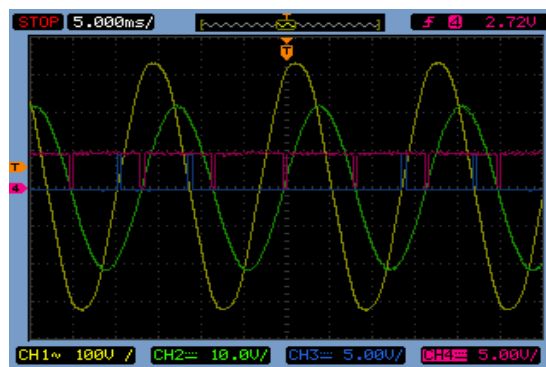 STOP 5.000ms/ T f 4 2.72V
T
T
4
CH1~ 100V / CH2⎓ 10.0V/ CH3⎓ 5.00V/ CH4⎓ 5.00V/